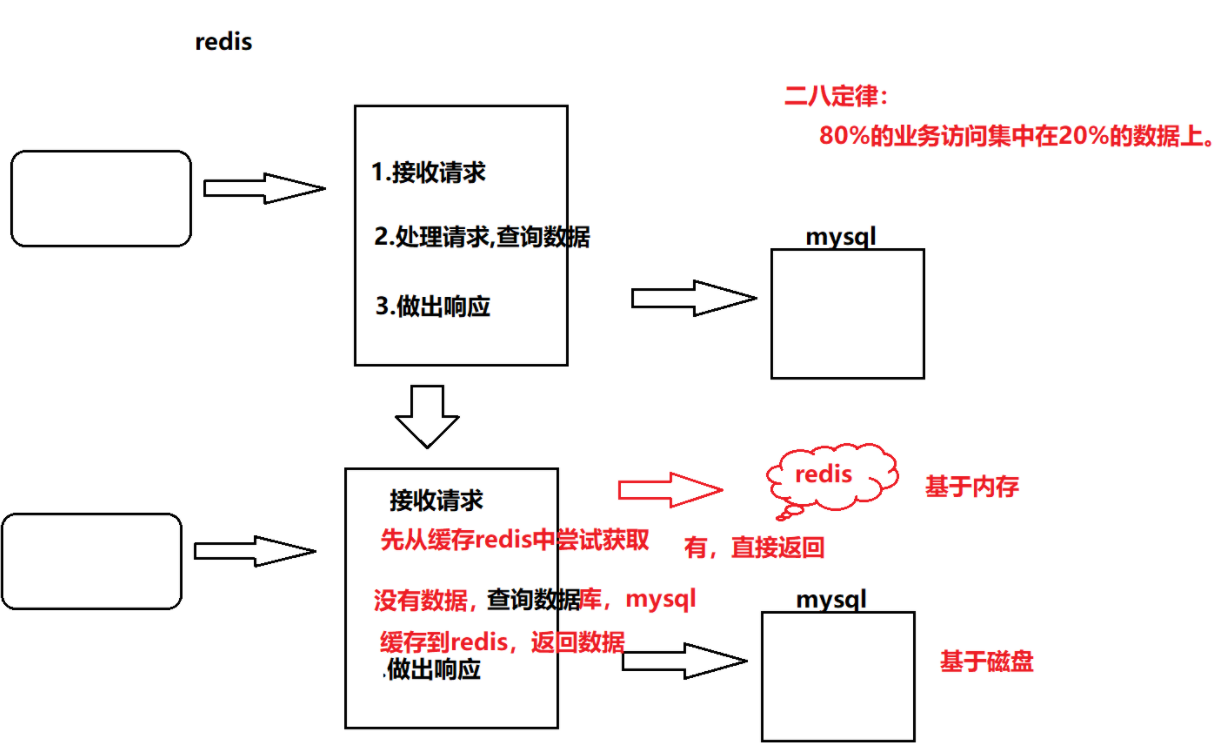 redis
二八定律：
80%的业务访问集中在20%的数据上。
1.接收请求
2.处理请求,查询数据
3.做出响应
mysql
接收请求
先从缓存redis中尝试获取
redis
基于内存
有，直接返回
没有数据，查询数据库，mysql
缓存到redis，返回数据
.做出响应
mysql
基于磁盘